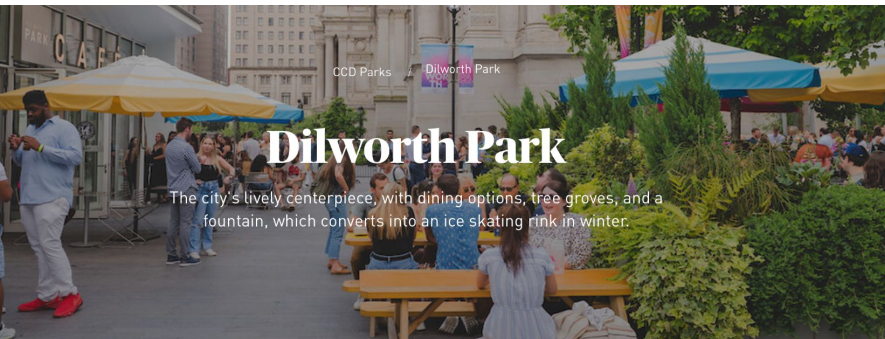 PARK
CAFE
CCD Parks / Dilworth Park
Dilworth Park
The city's lively centerpiece, with dining options, tree groves, and a
fountain, which converts into an ice skating rink in winter.